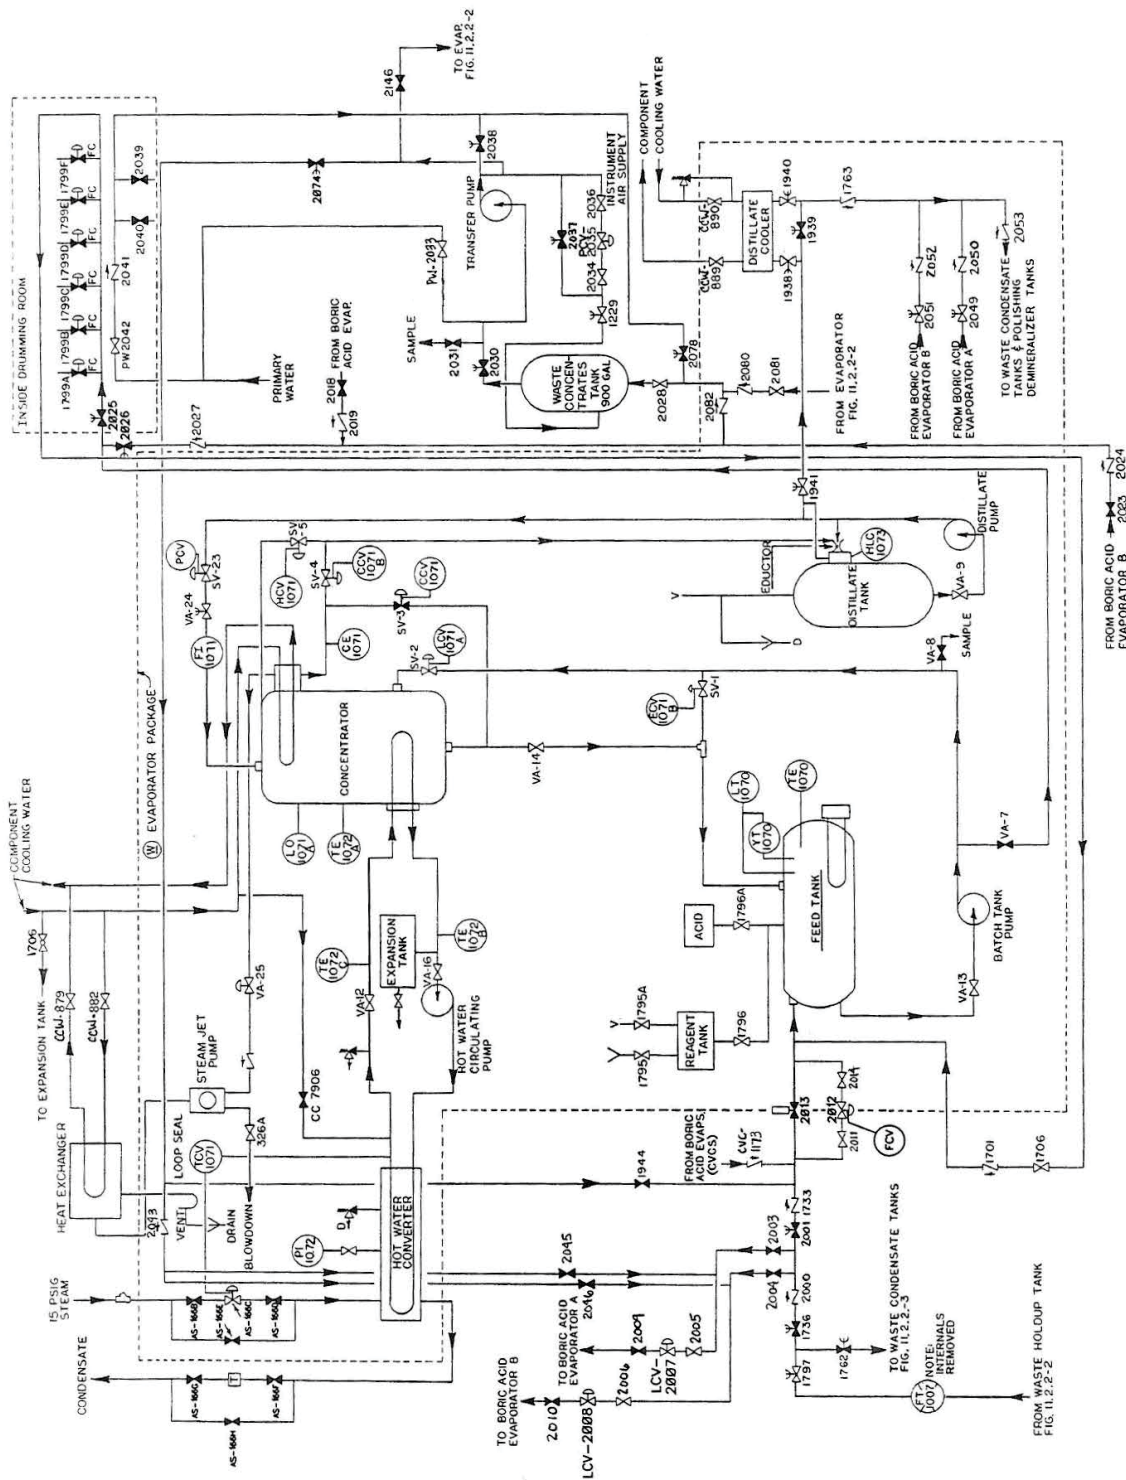 INSIDE DRUMMING ROOM
1799A
1799B
1799C
1799D
1799E
1799F
FC
FC
FC
FC
FC
FC
2025
2026
2027
PW2042
2041
2040
2039
PRIMARY
WATER
2018
FROM BORIC
ACID EVAP.
2019
2074
2146
TO EVAP.
FIG. 11.2.2-2
PW-2033
TRANSFER PUMP
2038
2037
PCV-
2035
2034
2036
INSTRUMENT
AIR SUPPLY
1229
SAMPLE
2031
2030
WASTE
CONCEN-
TRATES
TANK
900 GAL
2028
2078
2080
2081
2082
FROM EVAPORATOR
FIG. 11.2.2-2
COMPONENT
COOLING WATER
CCW-
890
CCW-
889
DISTILLATE
COOLER
1940
1938
1939
1763
1941
FROM BORIC ACID
EVAPORATOR B
2051
2052
FROM BORIC ACID
EVAPORATOR A
2049
2050
2053
TO WASTE CONDENSATE
TANKS & POLISHING
DEMINERALIZER TANKS
FROM BORIC ACID
EVAPORATOR B
2023
2024
W
EVAPORATOR PACKAGE
PCV
SV-23
VA-24
FI
1071
HCV
1071
SV
-5
SV-4
CCV
1071
B
CCV
1071
SV-3
CE
1071
SV-2
LCV
1071
A
CONCENTRATOR
LO
1071
A
TE
1072
A
VA-14
ECV
1071
B
SV-1
EDUCTOR
HLC
1073
DISTILLATE
TANK
V
D
VA-9
DISTILLATE
PUMP
VA-8
SAMPLE
VA-7
BATCH TANK
PUMP
VA-13
FEED TANK
LT
1070
YT
1070
TE
1070
ACID
1796A
REAGENT
TANK
1796
1795A
1795
V
COMPONENT
COOLING WATER
1706
TO EXPANSION TANK
CCW-879
CCW-882
HEAT EXCHANGER
STEAM JET
PUMP
VA-25
326A
LOOP SEAL
TCV
1071
2093
VENT
DRAIN
BLOWDOWN
TE
1072
C
VA-12
EXPANSION
TANK
TE
1072
B
VA-16
HOT WATER
CIRCULATING
PUMP
CC 7906
HOT WATER
CONVERTER
PI
1072
D
15 PSIG
STEAM
AS-166B
AS-166E
AS-166C
AS-166D
CONDENSATE
AS-166G
T
AS-166F
AS-166H
1944
FROM BORIC
ACID EVAPS,
(CVCS)
CVC-
1173
2013
2012
2011
2014
FCV
1701
1706
1733
2001
2003
2004
2000
1736
1797
1762
TO WASTE CONDENSATE TANKS
FIG. 11.2.2-3
FT
1007
NOTE:
INTERNALS
REMOVED
FROM WASTE HOLDUP TANK
FIG. 11.2.2-2
2045
2046
TO BORIC ACID
EVAPORATOR A
2009
LCV-
2007
2005
TO BORIC ACID
EVAPORATOR B
2010
LCV-2008
2006